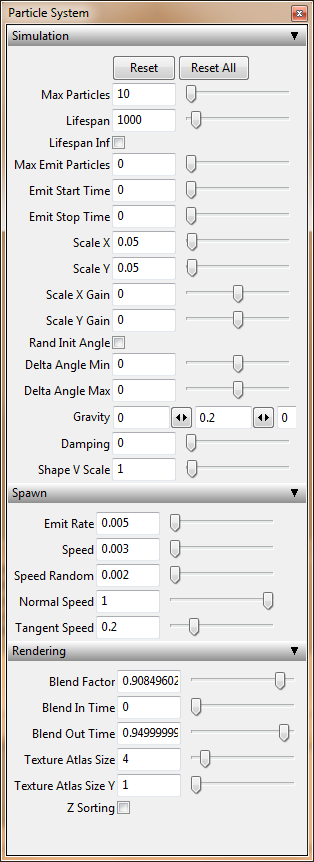 Particle System x
Simulation
Reset Reset All
Max Particles 10
Lifespan 1000
Lifespan Inf
Max Emit Particles 0
Emit Start Time 0
Emit Stop Time 0
Scale X 0.05
Scale Y 0.05
Scale X Gain 0
Scale Y Gain 0
Rand Init Angle
Delta Angle Min 0
Delta Angle Max 0
Gravity 0 0.2 0
Damping 0
Shape V Scale 1
Spawn
Emit Rate 0.005
Speed 0.003
Speed Random 0.002
Normal Speed 1
Tangent Speed 0.2
Rendering
Blend Factor 0.90849602
Blend In Time 0
Blend Out Time 0.94999999
Texture Atlas Size 4
Texture Atlas Size Y 1
Z Sorting